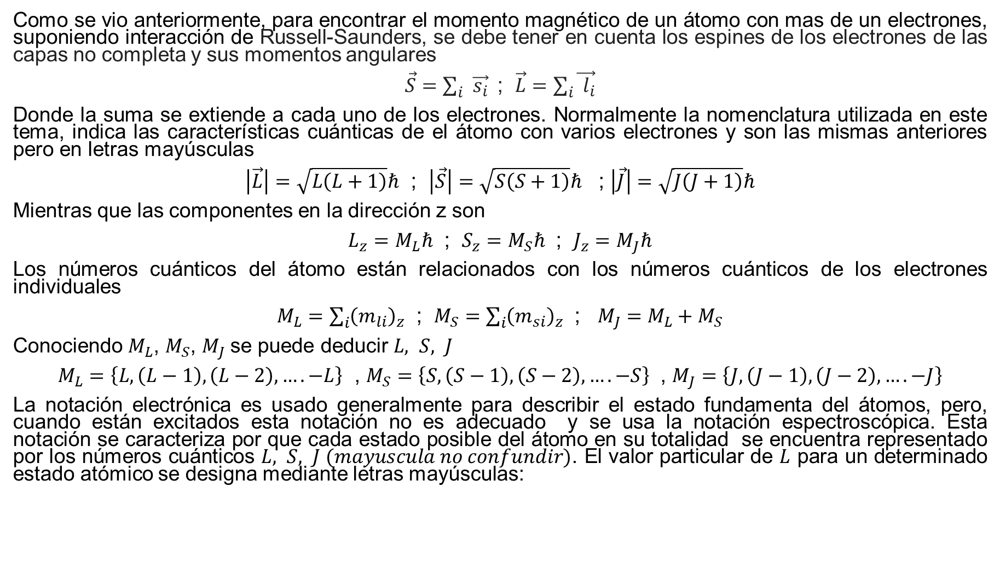 Como se vio anteriormente, para encontrar el momento magnético de un átomo con mas de un electrones,
suponiendo interacción de Russell-Saunders, se debe tener en cuenta los espines de los electrones de las
capas no completa y sus momentos angulares
$\vec{S} = \sum_i \vec{s_i}$ ; $\vec{L} = \sum_i \vec{l_i}$
Donde la suma se extiende a cada uno de los electrones. Normalmente la nomenclatura utilizada en este
tema, indica las características cuánticas de el átomo con varios electrones y son las mismas anteriores
pero en letras mayúsculas
$|\vec{L}| = \sqrt{L(L+1)}\hbar$ ; $|\vec{S}| = \sqrt{S(S+1)}\hbar$ ; $|\vec{J}| = \sqrt{J(J+1)}\hbar$
Mientras que las componentes en la dirección z son
$L_z = M_L\hbar$ ; $S_z = M_S\hbar$ ; $J_z = M_J\hbar$
Los números cuánticos del átomo están relacionados con los números cuánticos de los electrones
individuales
$M_L = \sum_i (m_{li})_z$ ; $M_S = \sum_i (m_{si})_z$ ; $M_J = M_L + M_S$
Conociendo $M_L$, $M_S$, $M_J$ se puede deducir $L$, $S$, $J$
$M_L = \{L, (L-1), (L-2), ....-L\}$ , $M_S = \{S, (S-1), (S-2), ....-S\}$ , $M_J = \{J, (J-1), (J-2), ....-J\}$
La notación electrónica es usado generalmente para describir el estado fundamenta del átomos, pero,
cuando están excitados esta notación no es adecuado y se usa la notación espectroscópica. Esta
notación se caracteriza por que cada estado posible del átomo en su totalidad se encuentra representado
por los números cuánticos $L$, $S$, $J$ (mayuscula no confundir). El valor particular de $L$ para un determinado
estado atómico se designa mediante letras mayúsculas: